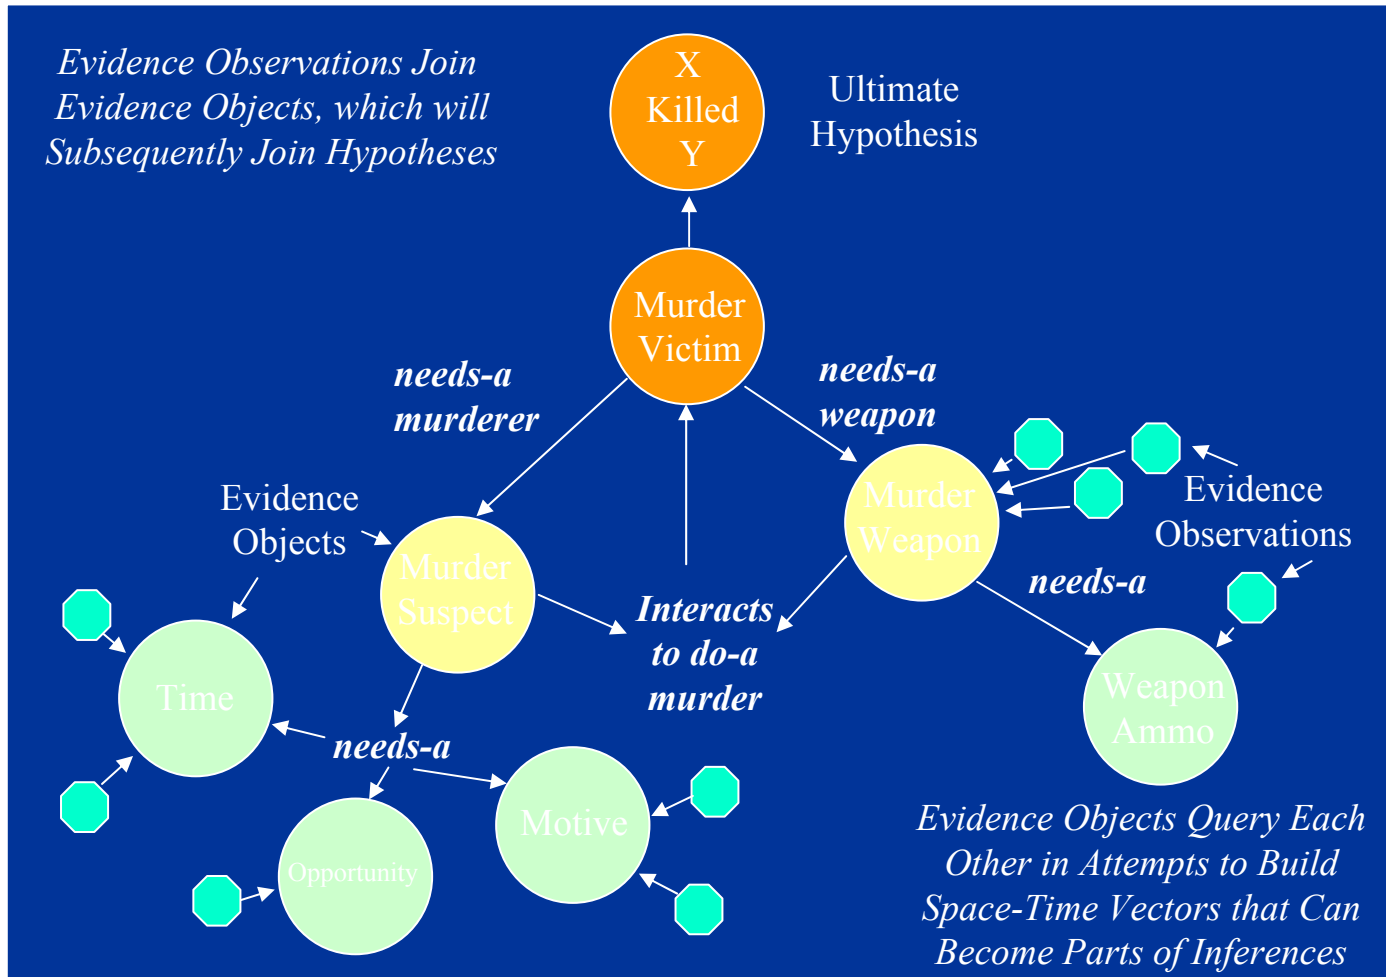 Evidence Observations Join
Evidence Objects, which will
Subsequently Join Hypotheses
X
Killed
Y
Ultimate
Hypothesis
Murder
Victim
needs-a
murderer
needs-a
weapon
Evidence
Objects
Murder
Suspect
Murder
Weapon
Evidence
Observations
needs-a
Interacts
to do-a
murder
Time
needs-a
Weapon
Ammo
Motive
Opportunity
Evidence Objects Query Each
Other in Attempts to Build
Space-Time Vectors that Can
Become Parts of Inferences